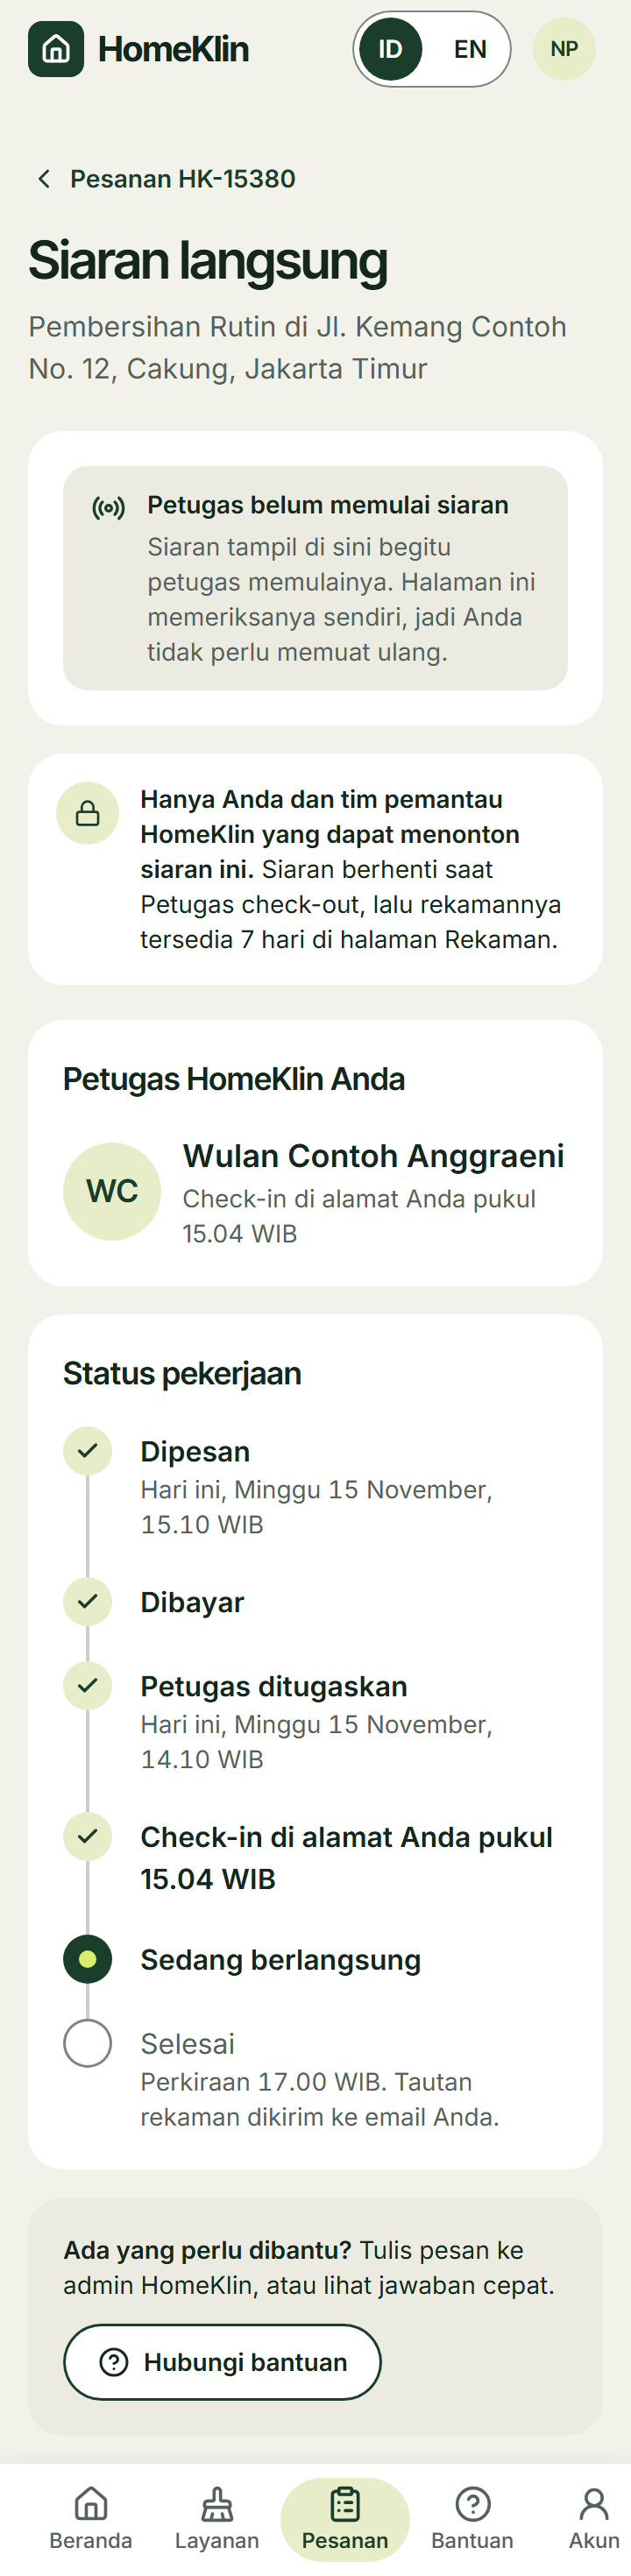 HomeKlin
ID
EN
NP
Pesanan HK-15380
Siaran langsung
Pembersihan Rutin di Jl. Kemang Contoh
No. 12, Cakung, Jakarta Timur
Petugas belum memulai siaran
Siaran tampil di sini begitu
petugas memulainya. Halaman ini
memeriksanya sendiri, jadi Anda
tidak perlu memuat ulang.
Hanya Anda dan tim pemantau
HomeKlin yang dapat menonton
siaran ini. Siaran berhenti saat
Petugas check-out, lalu rekamannya
tersedia 7 hari di halaman Rekaman.
Petugas HomeKlin Anda
WC
Wulan Contoh Anggraeni
Check-in di alamat Anda pukul
15.04 WIB
Status pekerjaan
Dipesan
Hari ini, Minggu 15 November,
15.10 WIB
Dibayar
Petugas ditugaskan
Hari ini, Minggu 15 November,
14.10 WIB
Check-in di alamat Anda pukul
15.04 WIB
Sedang berlangsung
Selesai
Perkiraan 17.00 WIB. Tautan
rekaman dikirim ke email Anda.
Ada yang perlu dibantu? Tulis pesan ke
admin HomeKlin, atau lihat jawaban cepat.
Hubungi bantuan
Beranda
Layanan
Pesanan
Bantuan
Akun